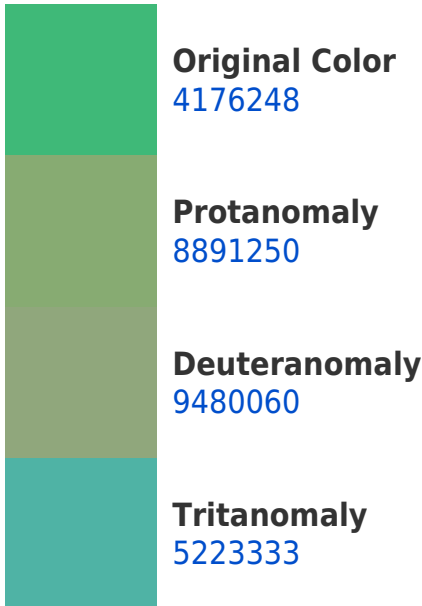 Original Color
4176248
Protanomaly
8891250
Deuteranomaly
9480060
Tritanomaly
5223333